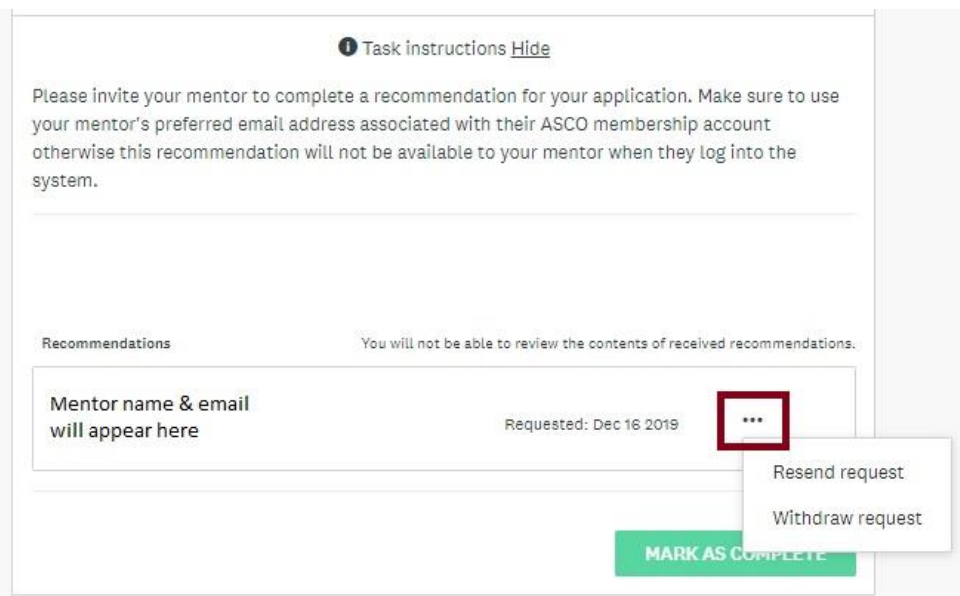 Task instructions Hide
Please invite your mentor to complete a recommendation for your application. Make sure to use
your mentor's preferred email address associated with their ASCO membership account
otherwise this recommendation will not be available to your mentor when they log into the
system.
Recommendations You will not be able to review the contents of received recommendations.
Mentor name & email
will appear here
Requested: Dec 16 2019 •••
Resend request
Withdraw request
MARK AS COMPLETE